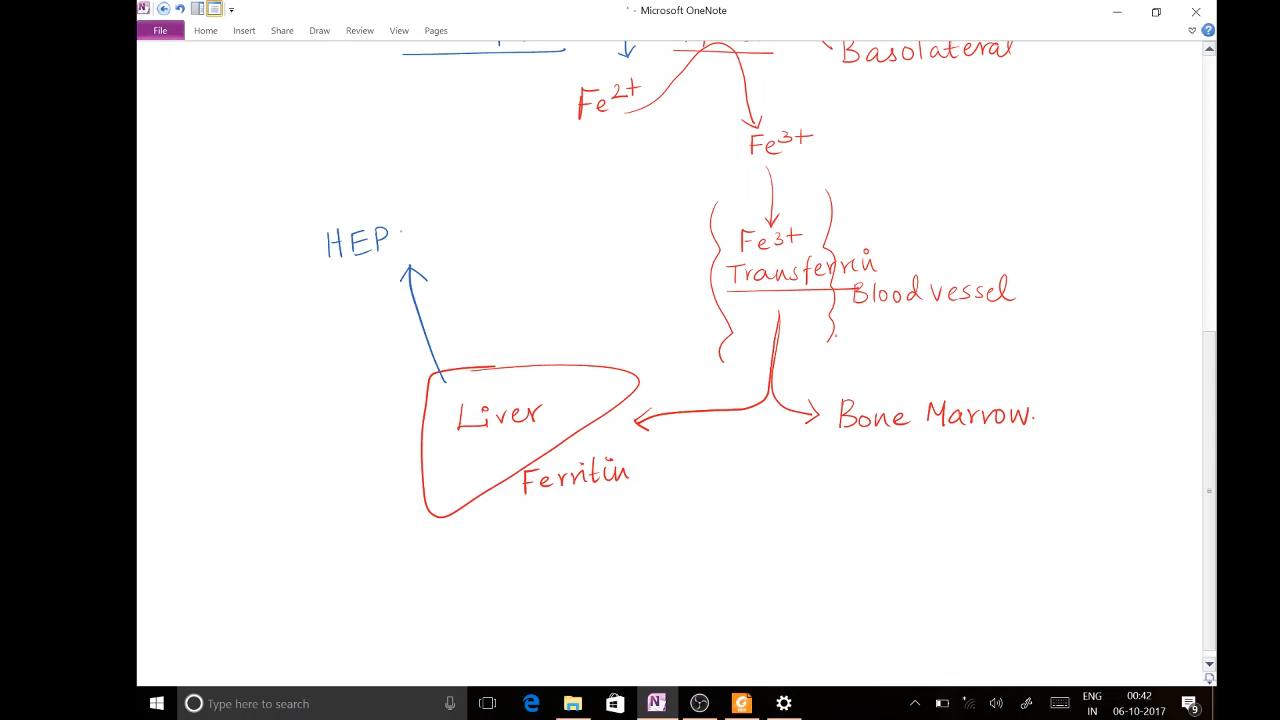 ' - Microsoft OneNote
File Home Insert Share Draw Review View Pages
Basolateral
Fe2+
Fe3+
HEP
Fe3+
Transferrin
Blood vessel
Liver
Bone Marrow.
Ferritin
Type here to search
ENG
IN
00:42
06-10-2017
9